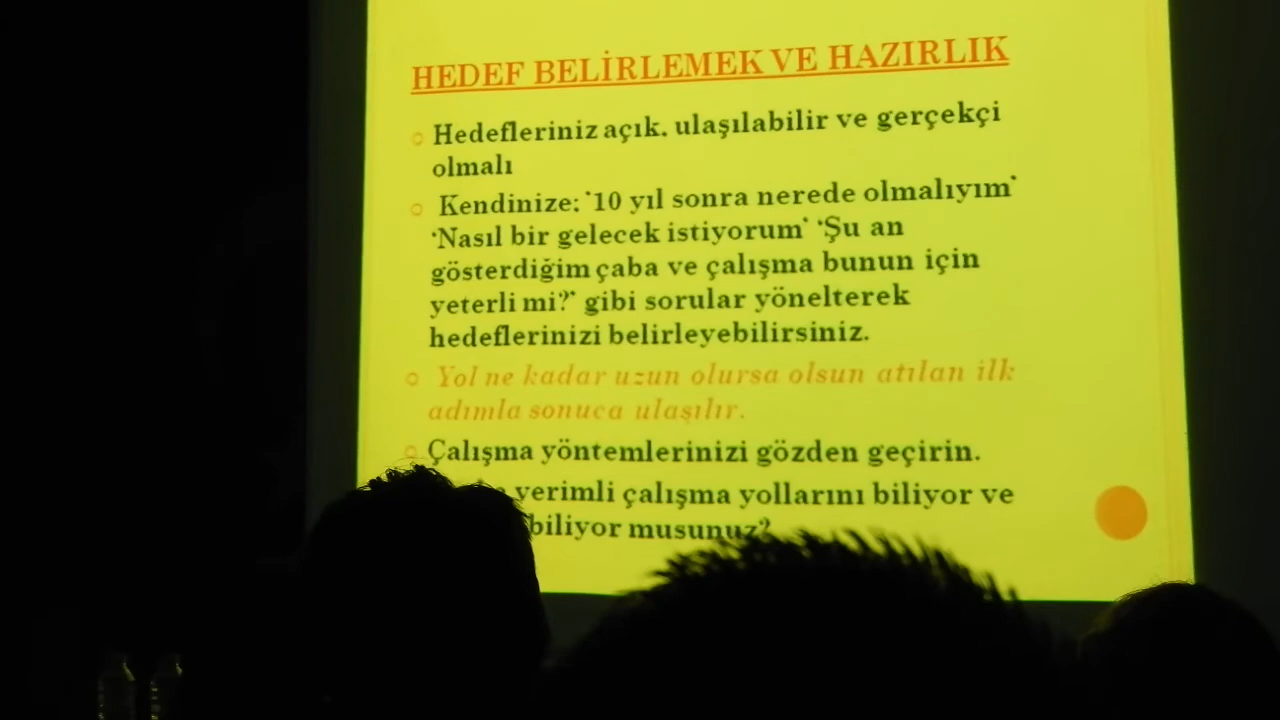 HEDEF BELİRLEMEK VE HAZIRLIK
Hedefleriniz açık. ulaşılabilir ve gerçekçi
olmalı
Kendinize: '10 yıl sonra nerede olmalıyım'
'Nasıl bir gelecek istiyorum' 'Şu an
gösterdiğim çaba ve çalışma bunun için
yeterli mi?' gibi sorular yönelterek
hedeflerinizi belirleyebilirsiniz.
Yol ne kadar uzun olursa olsun atılan ilk
adımla sonuca ulaşılır.
Çalışma yöntemlerinizi gözden geçirin.
verimli çalışma yollarını biliyor ve
biliyor musunuz?